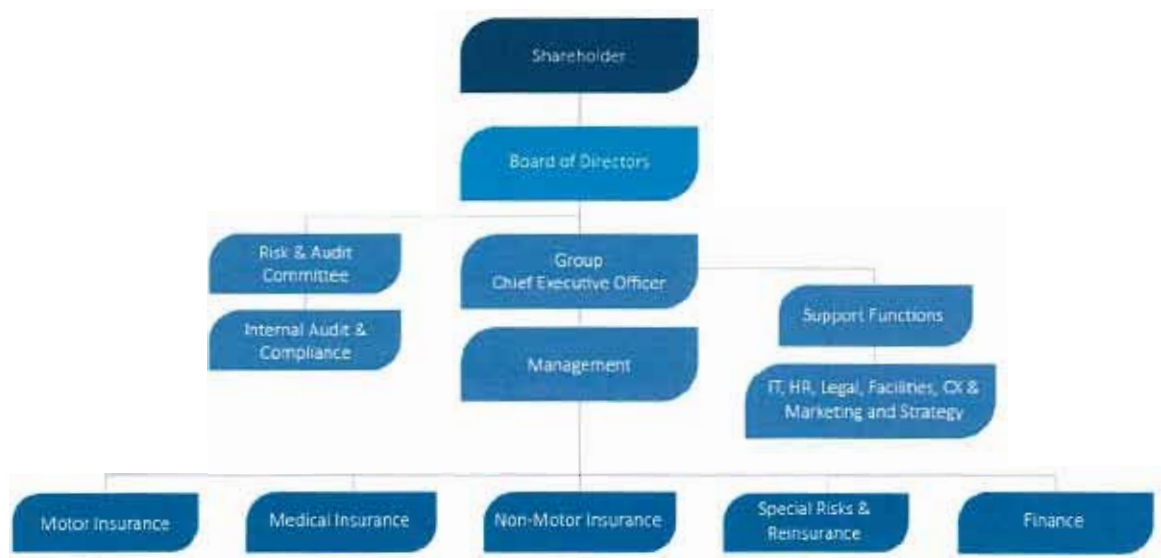 Shareholder
Board of Directors
Risk & Audit
Committee
Group
Chief Executive Officer
Internal Audit &
Compliance
Support Functions
Management
IT, HR, Legal, Facilities, CX &
Marketing and Strategy
Motor Insurance
Medical Insurance
Non-Motor Insurance
Special Risks &
Reinsurance
Finance